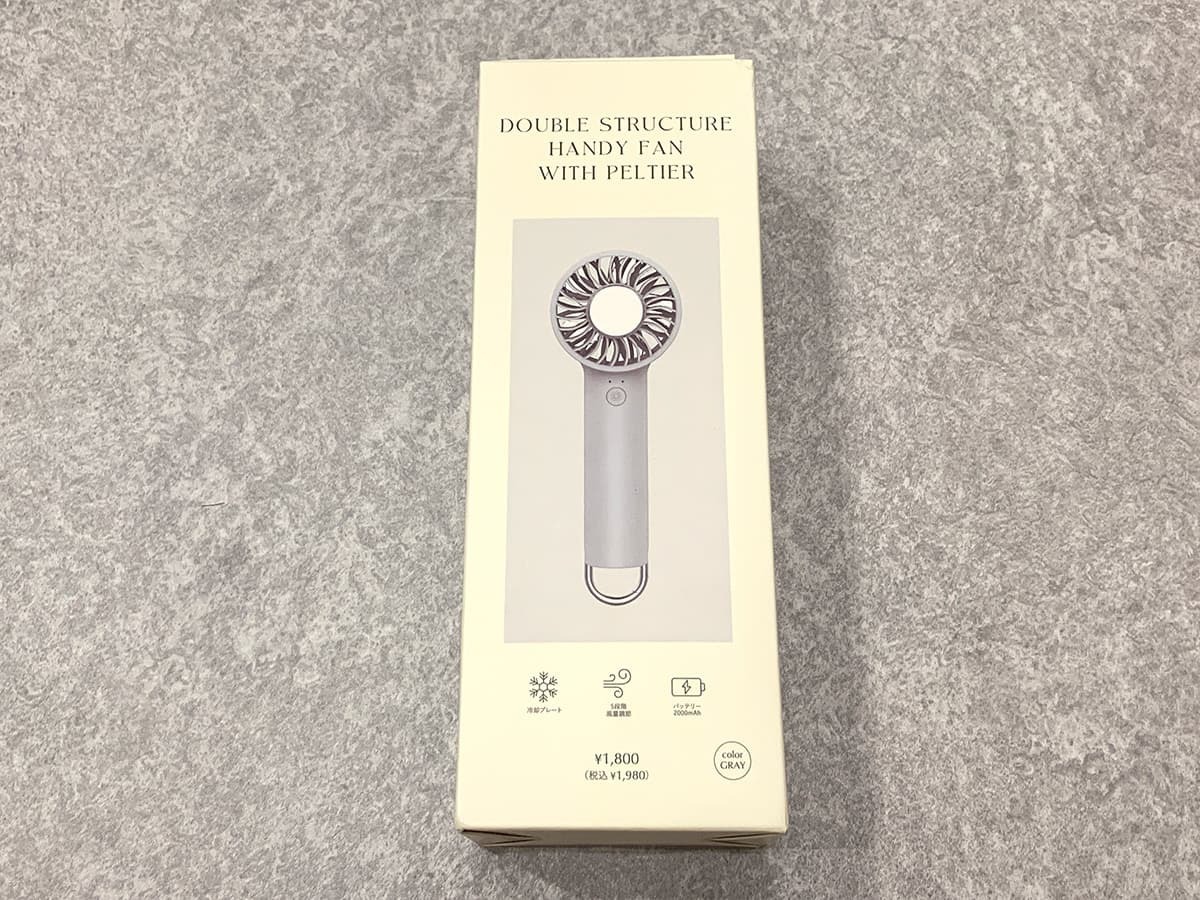 DOUBLE STRUCTURE
HANDY FAN
WITH PELTIER
冷却プレート
5段階
風量調節
バッテリー
2000mAh
¥1,800
(税込 ¥1,980)
color
GRAY